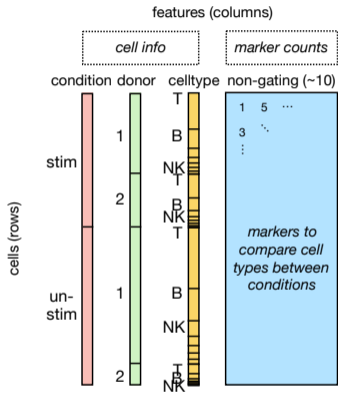 features (columns)
cell info
marker counts
condition donor celltype non-gating (~10)
cells (rows)
stim
un-
stim
1
2
1
2
T
B
NK
T
B
NK
T
B
NK
T
B
NK
1 5 ...
3 ⋱
⋮
markers to
compare cell
types between
conditions